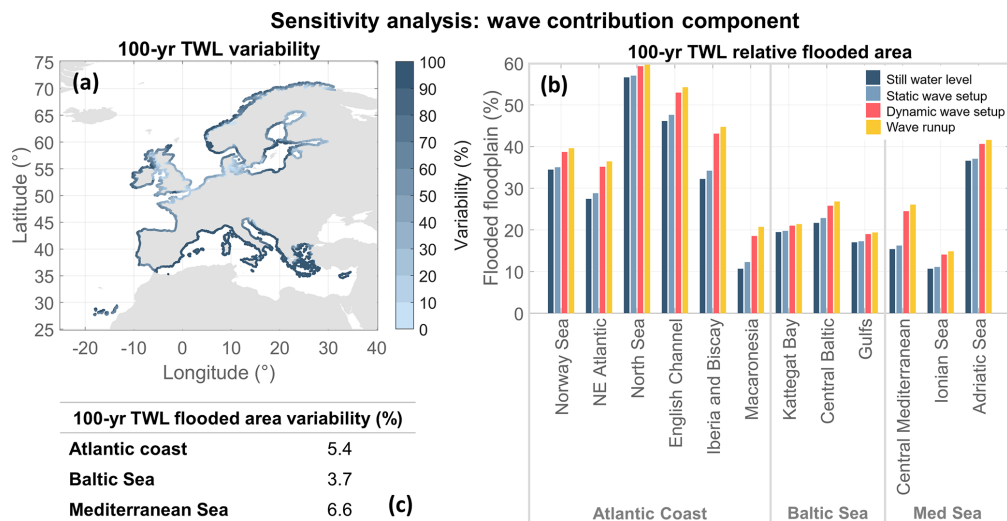 Sensitivity analysis: wave contribution component
100-yr TWL variability
(a)
75
70
65
60
55
50
45
40
35
30
25
Latitude (°)
-20
-10
0
10
20
30
40
Longitude (°)
100
90
80
70
60
50
40
30
20
10
0
Variability (%)
100-yr TWL relative flooded area
(b)
60
50
40
30
20
10
0
Flooded floodplain (%)
Still water level
Static wave setup
Dynamic wave setup
Wave runup
Norway Sea
NE Atlantic
North Sea
English Channel
Iberia and Biscay
Macaronesia
Kattegat Bay
Central Baltic
Gulfs
Central Mediterranean
Ionian Sea
Adriatic Sea
Atlantic Coast
Baltic Sea
Med Sea
100-yr TWL flooded area variability (%)
Atlantic coast 5.4
Baltic Sea 3.7
Mediterranean Sea 6.6
(c)